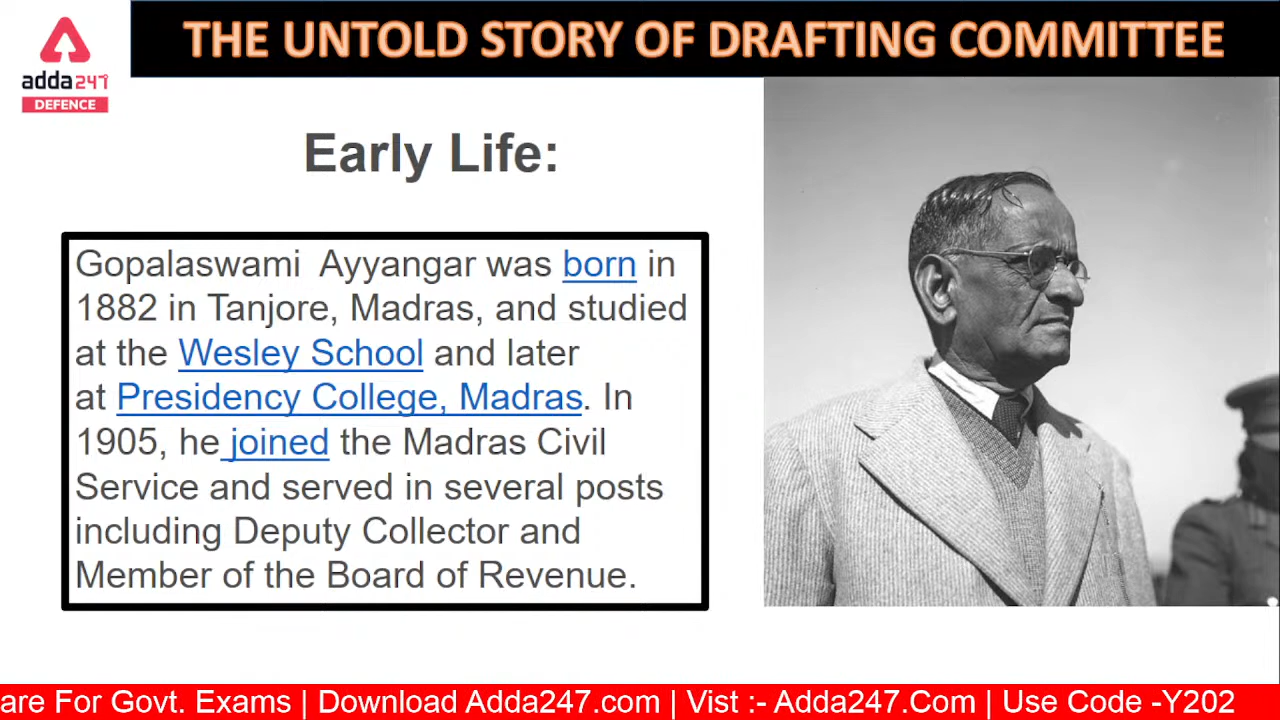 THE UNTOLD STORY OF DRAFTING COMMITTEE
adda247
DEFENCE
Early Life:
Gopalaswami  Ayyangar was born in
1882 in Tanjore, Madras, and studied
at the Wesley School and later
at Presidency College, Madras. In
1905, he joined the Madras Civil
Service and served in several posts
including Deputy Collector and
Member of the Board of Revenue.
are For Govt. Exams | Download Adda247.com | Vist :- Adda247.Com | Use Code -Y202